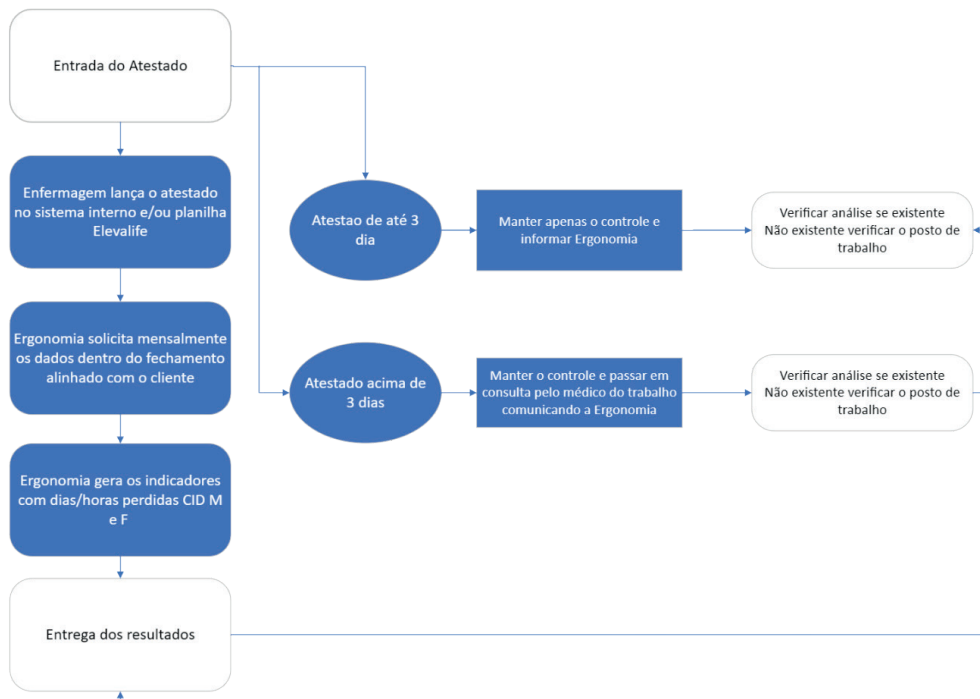 Entrada do Atestado
Enfermagem lança o atestado
no sistema interno e/ou planilha
Elevalife
Ergonomia solicita mensalmente
os dados dentro do fechamento
alinhado com o cliente
Ergonomia gera os indicadores
com dias/horas perdidas CID M
e F
Entrega dos resultados
Atestao de até 3
dia
Manter apenas o controle e
informar Ergonomia
Verificar análise se existente
Não existente verificar o posto de
trabalho
Atestado acima de
3 dias
Manter o controle e passar em
consulta pelo médico do trabalho
comunicando a Ergonomia
Verificar análise se existente
Não existente verificar o posto de
trabalho